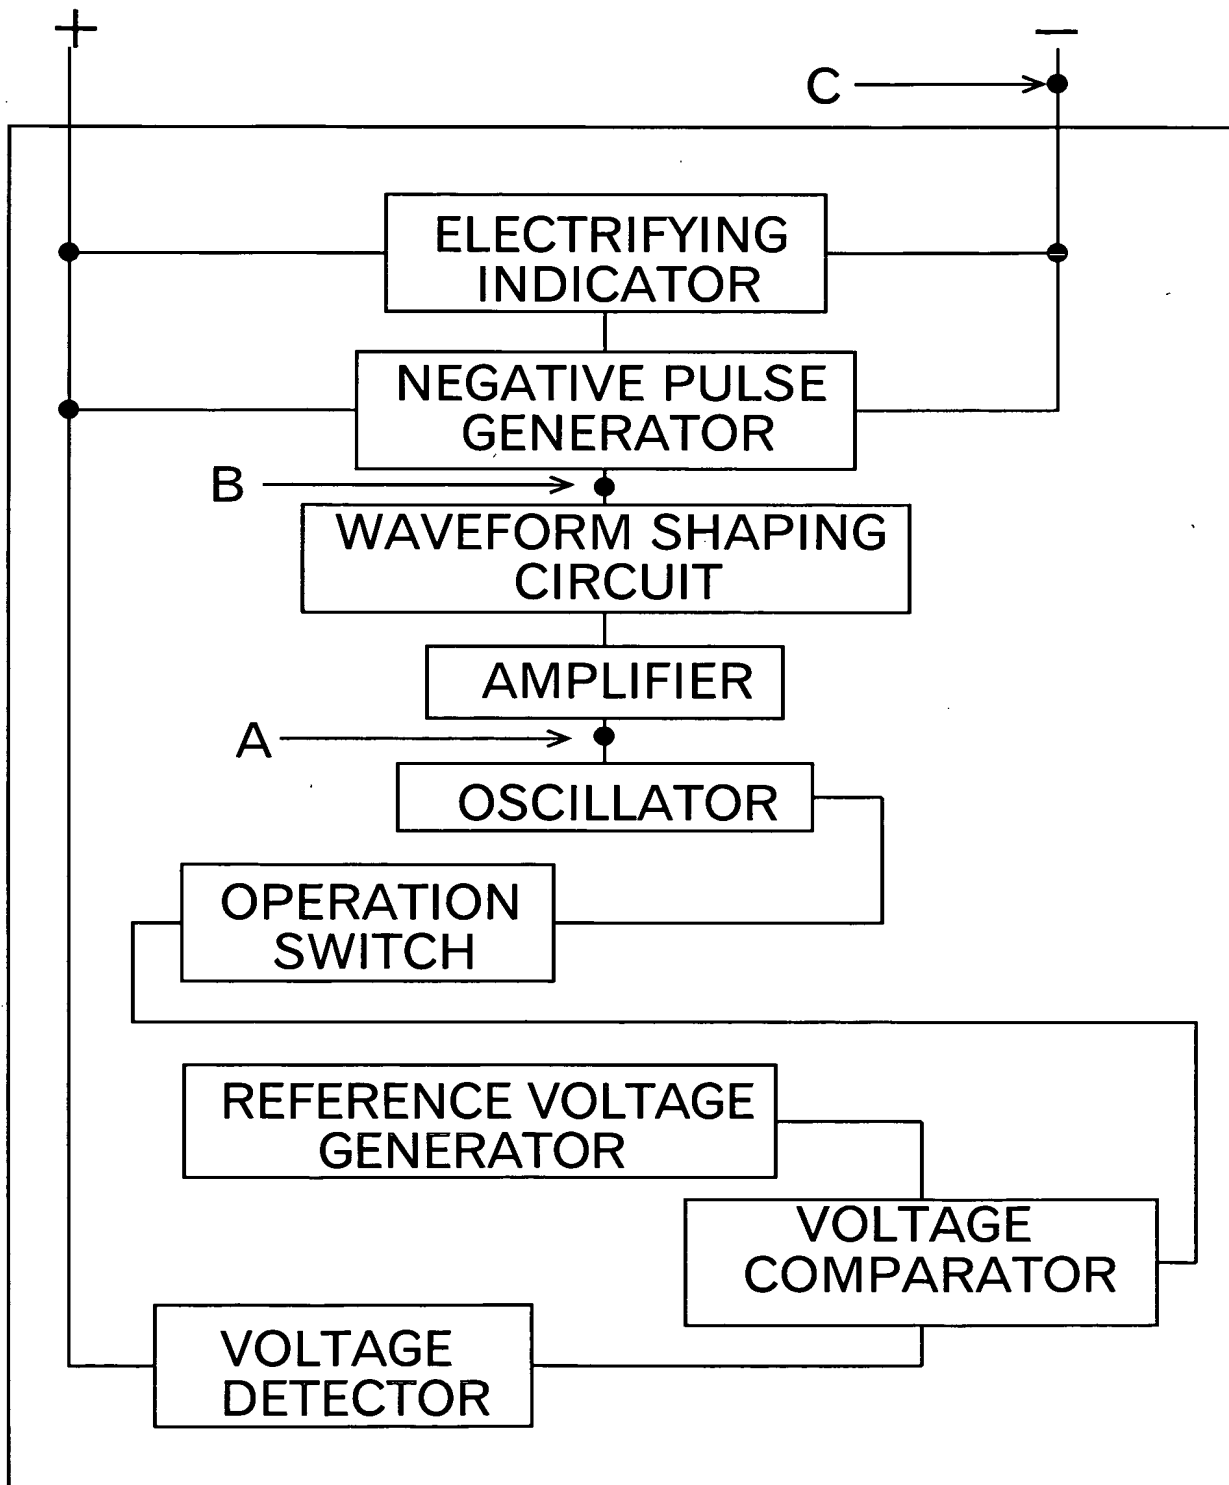 +
−
C
ELECTRIFYING
INDICATOR
NEGATIVE PULSE
GENERATOR
B
WAVEFORM SHAPING
CIRCUIT
AMPLIFIER
A
OSCILLATOR
OPERATION
SWITCH
REFERENCE VOLTAGE
GENERATOR
VOLTAGE
COMPARATOR
VOLTAGE
DETECTOR